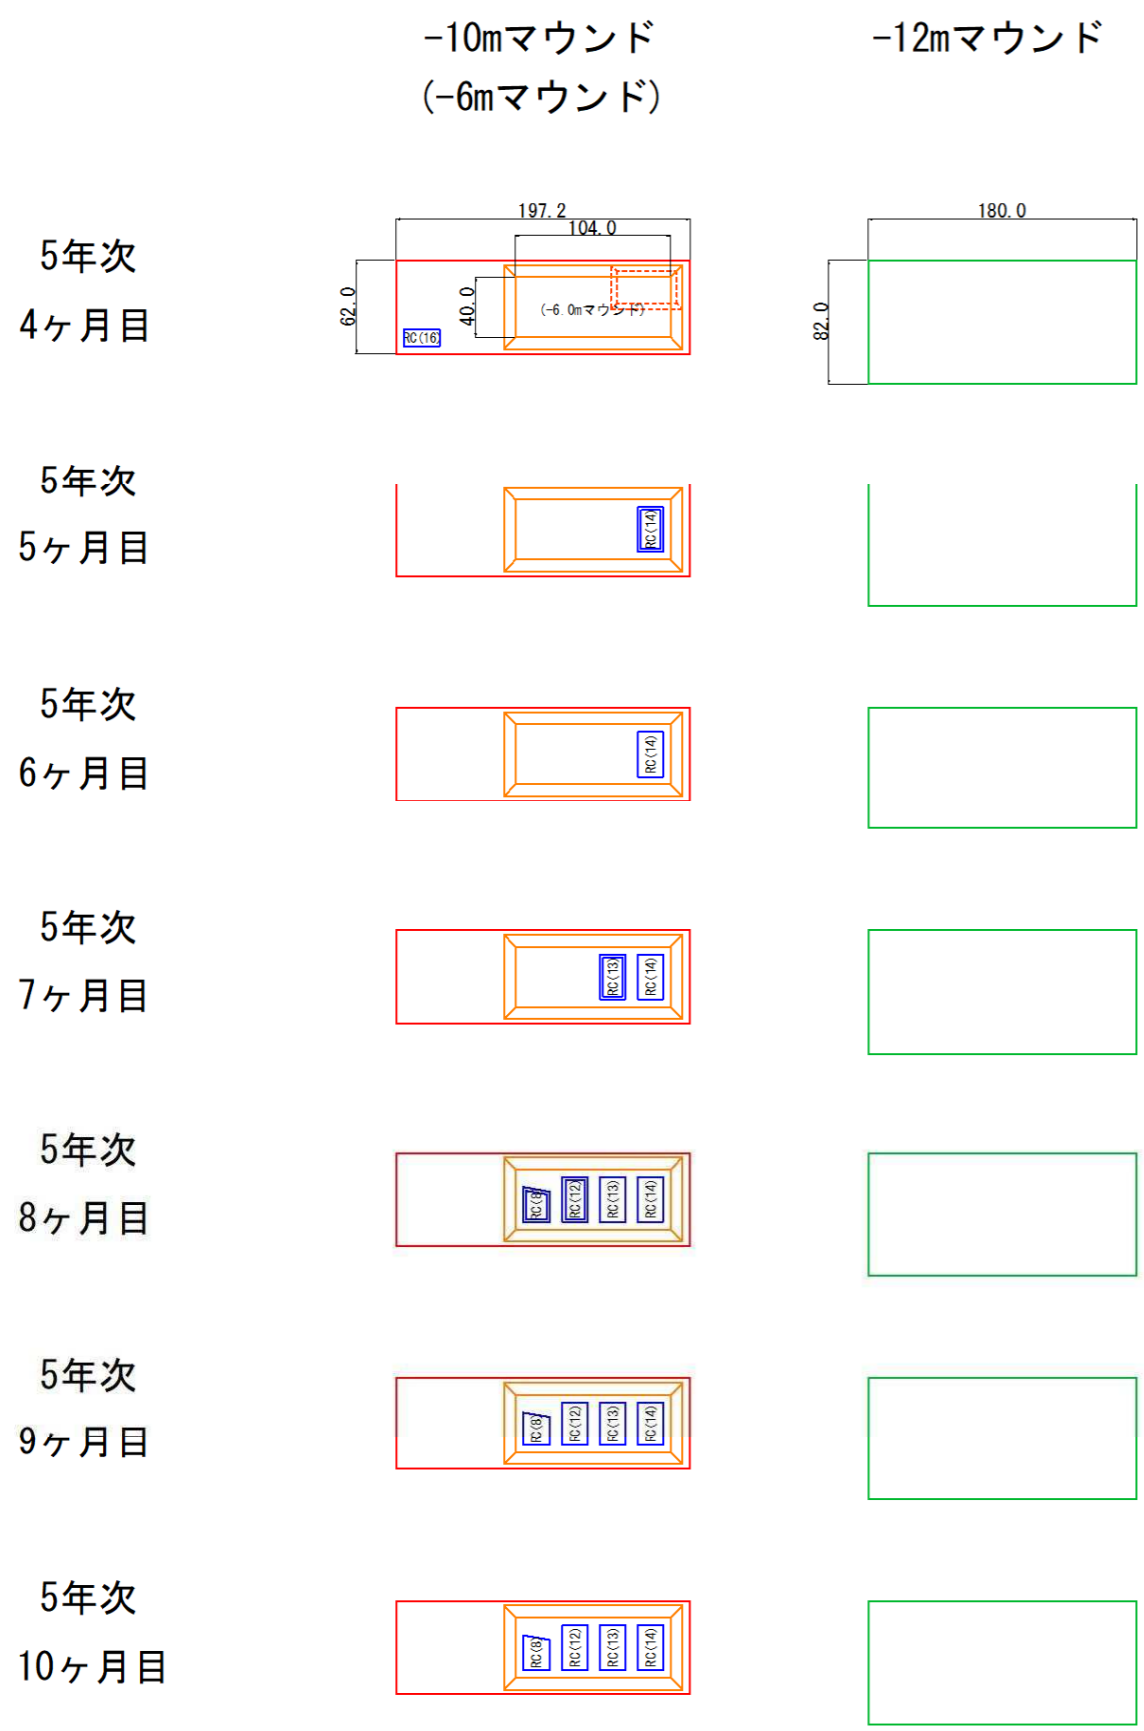 -10mマウンド
(-6mマウンド)
-12mマウンド
5年次
4ヶ月目
197.2
104.0
62.0
40.0
(-6.0mマウンド)
RC(16)
180.0
82.0
5年次
5ヶ月目
RC(14)
5年次
6ヶ月目
RC(14)
5年次
7ヶ月目
RC(13)
RC(14)
5年次
8ヶ月目
RC(8)
RC(12)
RC(13)
RC(14)
5年次
9ヶ月目
RC(8)
RC(12)
RC(13)
RC(14)
5年次
10ヶ月目
RC(8)
RC(12)
RC(13)
RC(14)